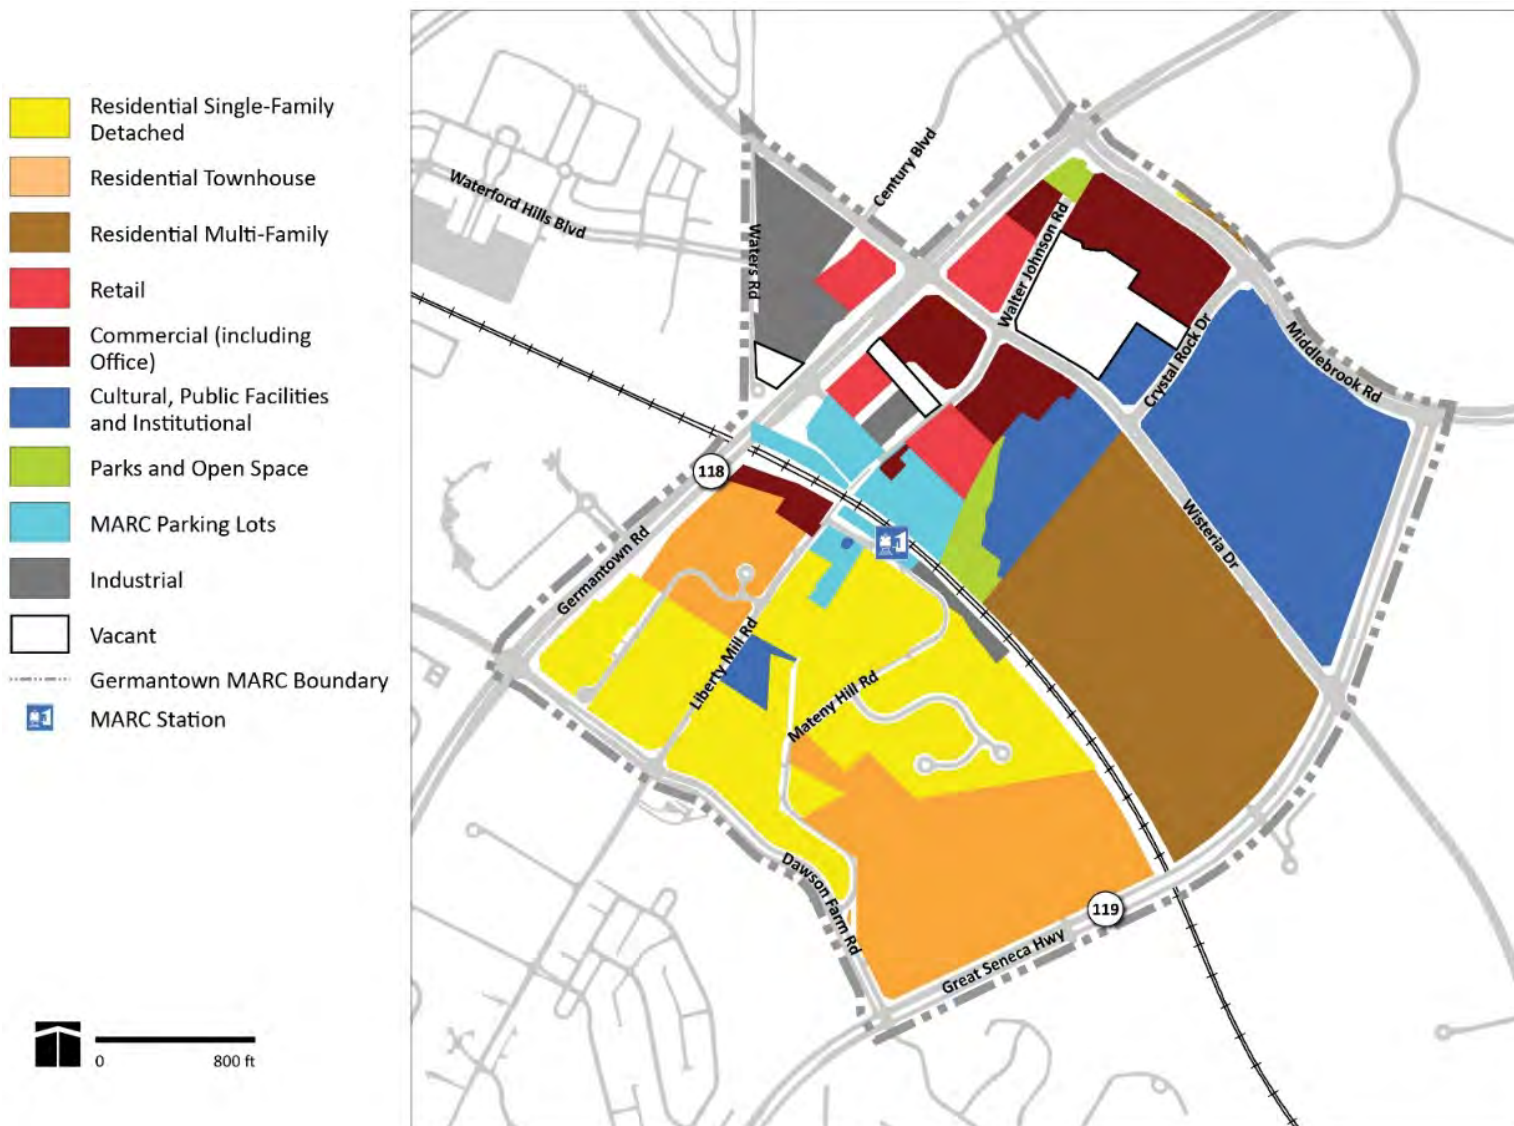 Residential Single-Family
Detached
Residential Townhouse
Residential Multi-Family
Retail
Commercial (including
Office)
Cultural, Public Facilities
and Institutional
Parks and Open Space
MARC Parking Lots
Industrial
Vacant
Germantown MARC Boundary
MARC Station
0 800 ft
Waterford Hills Blvd
Waters Rd
Century Blvd
Walter Johnson Rd
Crystal Rock Dr
Middlebrook Rd
118
Germantown Rd
Wisteria Dr
Liberty Mill Rd
Mateny Hill Rd
Dawson Farm Rd
119
Great Seneca Hwy